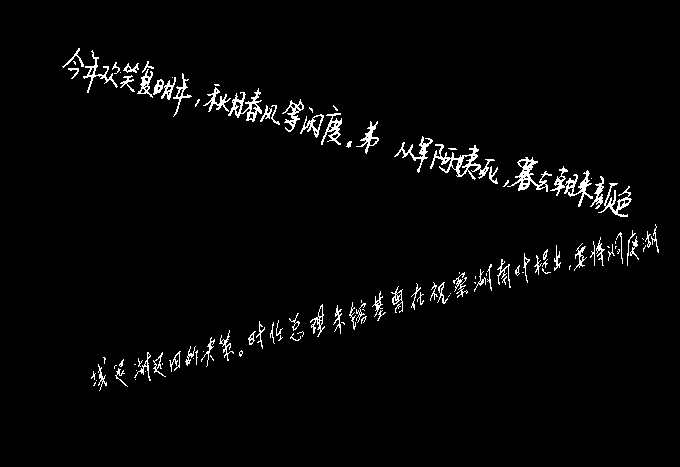 今年欢笑复明年，秋月春风等闲度。弟 从军阿姨死，暮去朝来颜色
时任总理朱镕基曾在视察湖南时提出，要将洞庭湖
还湖还田的决策。